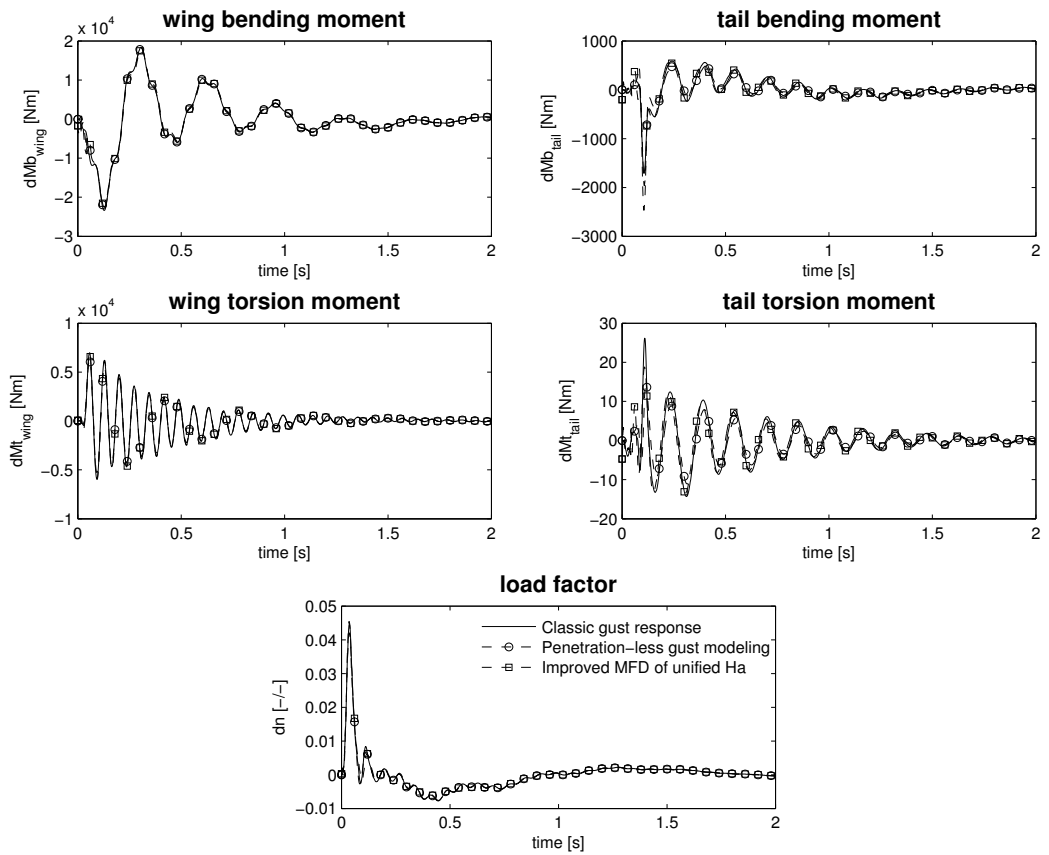 wing bending moment
x 10^4
2
1
0
−1
−2
−3
dMb_wing [Nm]
0 0.5 1 1.5 2
time [s]
tail bending moment
1000
0
−1000
−2000
−3000
dMb_tail [Nm]
0 0.5 1 1.5 2
time [s]
wing torsion moment
x 10^4
1
0.5
0
−0.5
−1
dMt_wing [Nm]
0 0.5 1 1.5 2
time [s]
tail torsion moment
30
20
10
0
−10
−20
dMt_tail [Nm]
0 0.5 1 1.5 2
time [s]
load factor
0.05
0.04
0.03
0.02
0.01
0
−0.01
dn [−/−]
Classic gust response
Penetration−less gust modeling
Improved MFD of unified Ha
0 0.5 1 1.5 2
time [s]